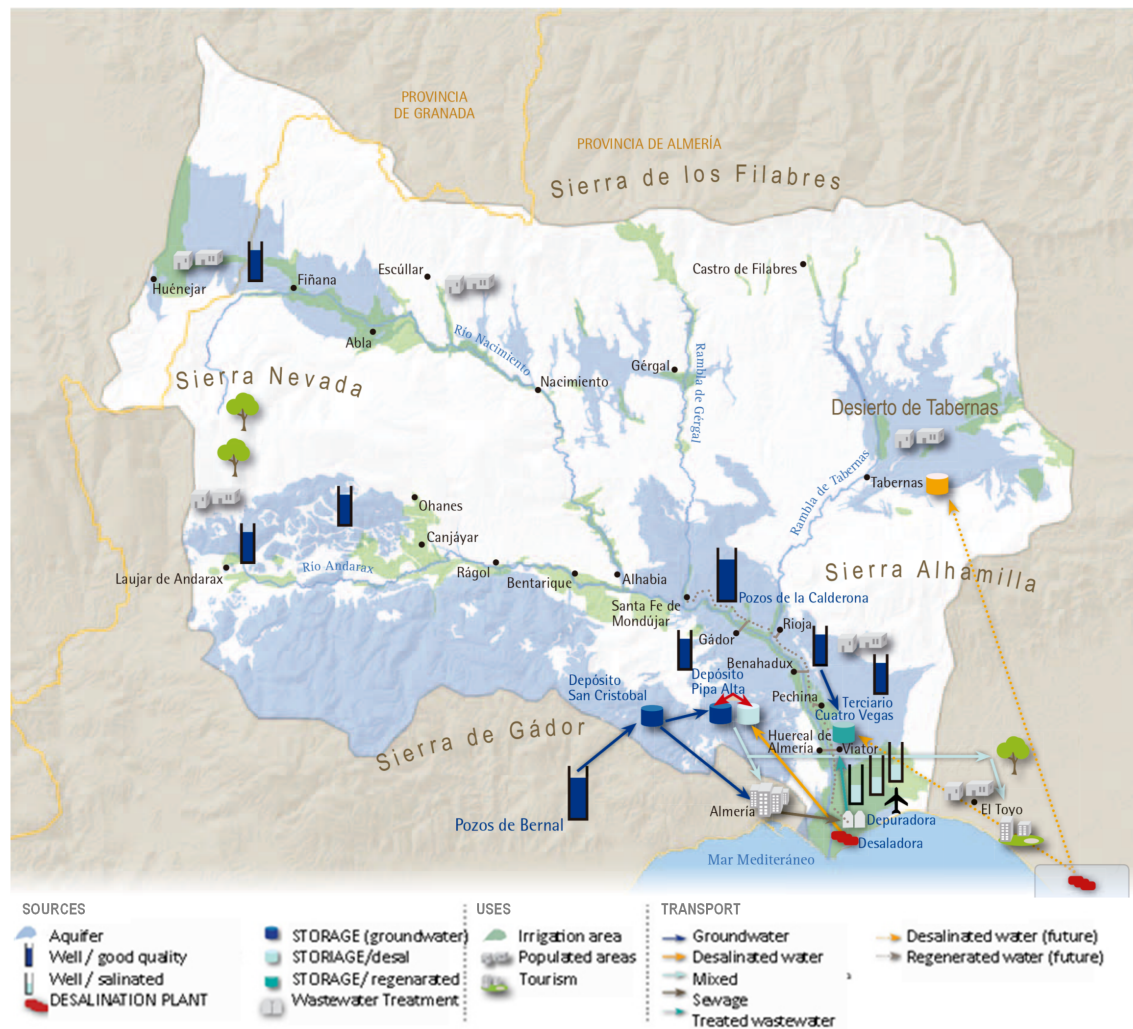 PROVINCIA
DE GRANADA
PROVINCIA DE ALMERÍA
Sierra de los Filabres
Huénejar
Fiñana
Escúllar
Castro de Filabres
Abla
Río Nacimiento
Nacimiento
Gérgal
Rambla de Gérgal
Sierra Nevada
Desierto de Tabernas
Tabernas
Rambla de Tabernas
Ohanes
Canjáyar
Laujar de Andarax
Río Andarax
Rágol
Bentarique
Alhabia
Sierra Alhamilla
Santa Fe de
Mondújar
Pozos de la Calderona
Gádor
Rioja
Benahadux
Depósito
San Cristobal
Depósito
Pipa Alta
Pechina
Terciario
Cuatro Vegas
Sierra de Gádor
Huercal de
Almería
Viator
Almería
El Toyo
Pozos de Bernal
Depuradora
Desaladora
Mar Mediteráneo
SOURCES
Aquifer
Well / good quality
Well / salinated
DESALINATION PLANT
STORAGE (groundwater)
STORIAGE/desal
STORAGE/ regenarated
Wastewater Treatment
USES
Irrigation area
Populated areas
Tourism
TRANSPORT
Groundwater
Desalinated water
Mixed
Sewage
Treated wastewater
Desalinated water (future)
Regenerated water (future)